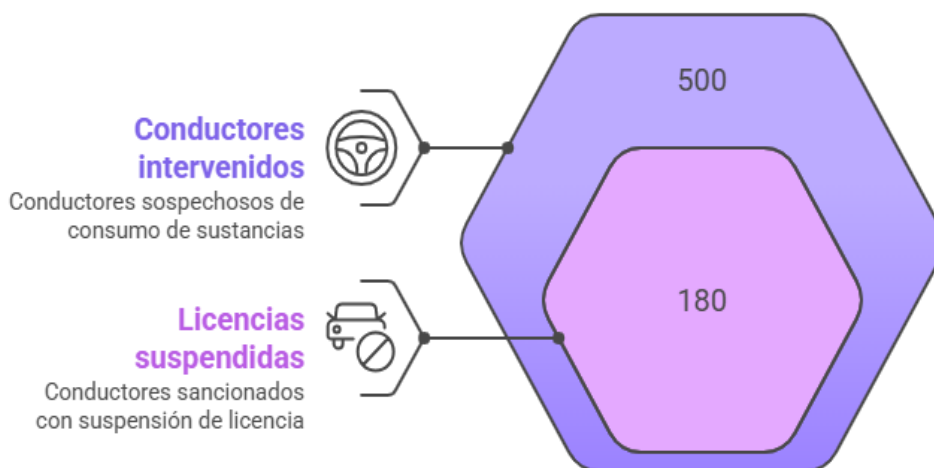 500
Conductores
intervenidos
Conductores sospechosos de
consumo de sustancias
Licencias
suspendidas
Conductores sancionados
con suspensión de licencia
180